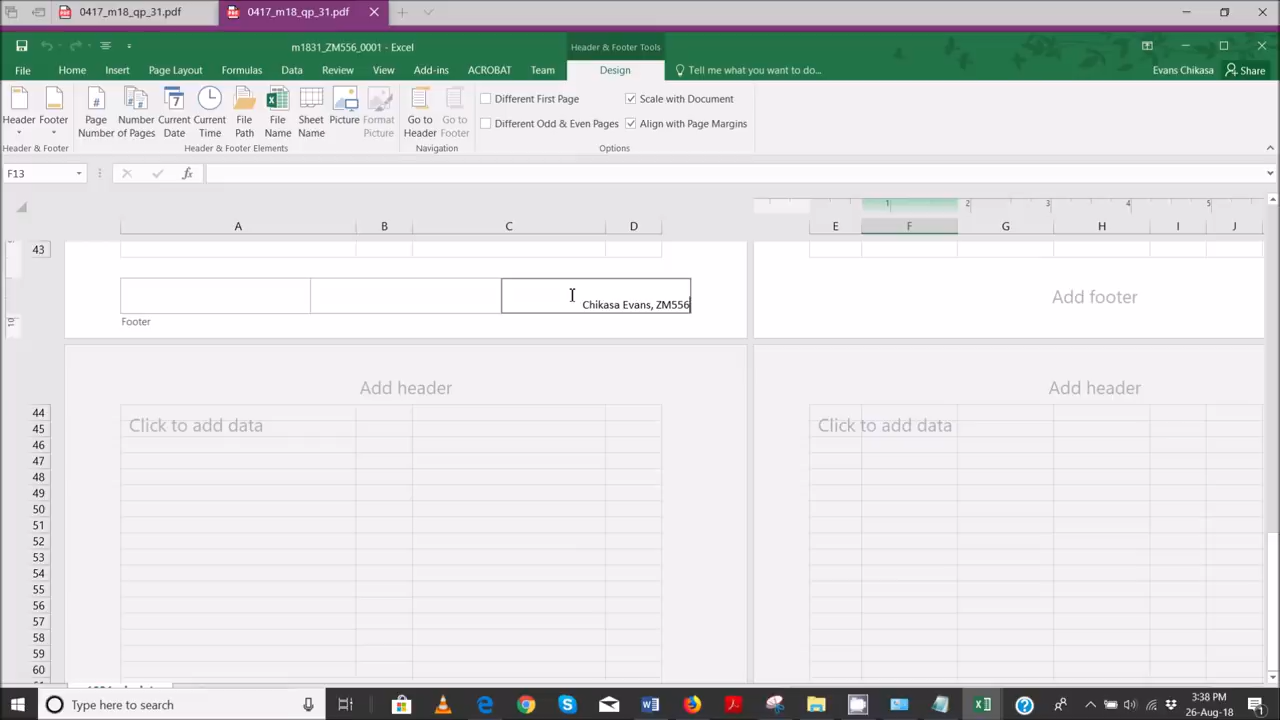 0417_m18_qp_31.pdf
0417_m18_qp_31.pdf
m1831_ZM556_0001 - Excel
Header & Footer Tools
File Home Insert Page Layout Formulas Data Review View Add-ins ACROBAT Team Design Tell me what you want to do...
Evans Chikasa Share
Header
Footer
Page Number
Number of Pages
Current Date
Current Time
File Path
File Name
Sheet Name
Picture
Format Picture
Go to Header
Go to Footer
Different First Page
Different Odd & Even Pages
Scale with Document
Align with Page Margins
Header & Footer
Header & Footer Elements
Navigation
Options
F13
fx
1 2 3 4 5
A B C D E F G H I J
43
Chikasa Evans, ZM556
Footer
Add footer
10
Add header
Add header
44
Click to add data
Click to add data
45
46
47
48
49
50
51
52
53
54
55
56
57
58
59
60
Type here to search
3:38 PM
26-Aug-18